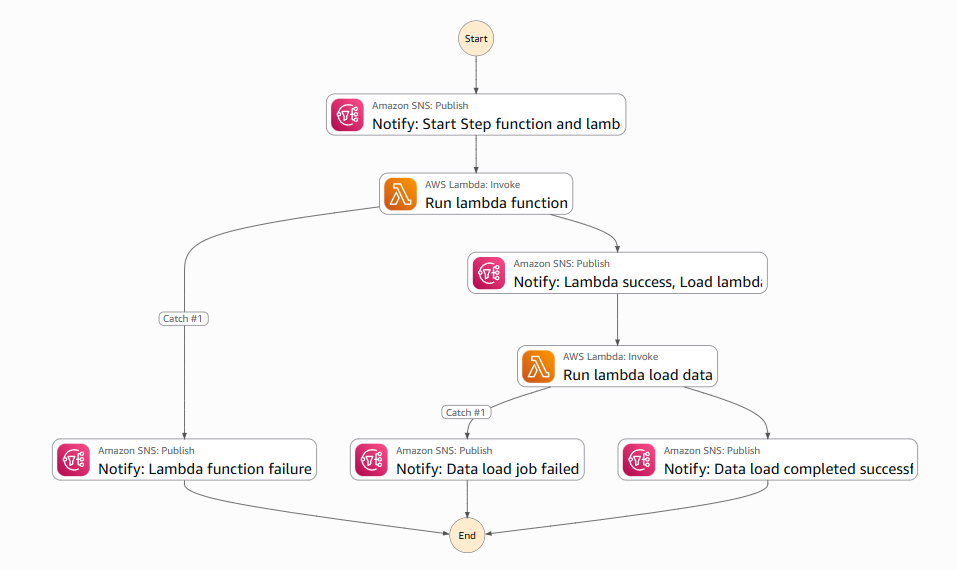 Start
Amazon SNS: Publish
Notify: Start Step function and lamb
AWS Lambda: Invoke
Run lambda function
Amazon SNS: Publish
Notify: Lambda success, Load lambda
Catch #1
AWS Lambda: Invoke
Run lambda load data
Catch #1
Amazon SNS: Publish
Notify: Lambda function failure
Amazon SNS: Publish
Notify: Data load job failed
Amazon SNS: Publish
Notify: Data load completed successf
End